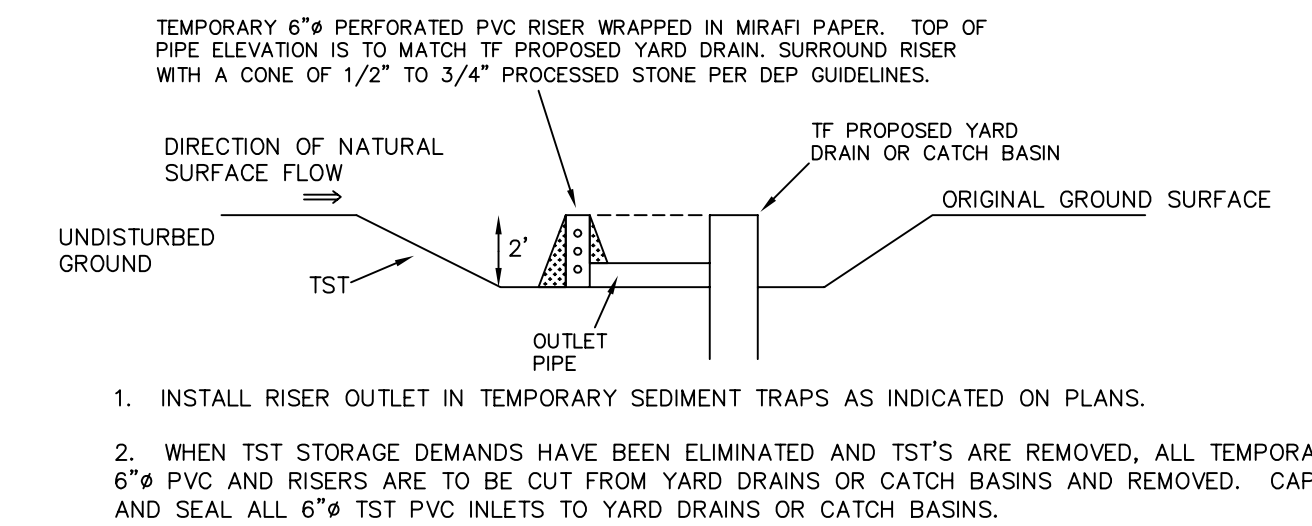 TEMPORARY 6"ø PERFORATED PVC RISER WRAPPED IN MIRAFI PAPER. TOP OF
PIPE ELEVATION IS TO MATCH TF PROPOSED YARD DRAIN. SURROUND RISER
WITH A CONE OF 1/2" TO 3/4" PROCESSED STONE PER DEP GUIDELINES.
DIRECTION OF NATURAL
SURFACE FLOW
TF PROPOSED YARD
DRAIN OR CATCH BASIN
ORIGINAL GROUND SURFACE
UNDISTURBED
GROUND
2'
TST
OUTLET
PIPE
1. INSTALL RISER OUTLET IN TEMPORARY SEDIMENT TRAPS AS INDICATED ON PLANS.
2. WHEN TST STORAGE DEMANDS HAVE BEEN ELIMINATED AND TST'S ARE REMOVED, ALL TEMPORA
6"ø PVC AND RISERS ARE TO BE CUT FROM YARD DRAINS OR CATCH BASINS AND REMOVED. CAP
AND SEAL ALL 6"ø TST PVC INLETS TO YARD DRAINS OR CATCH BASINS.